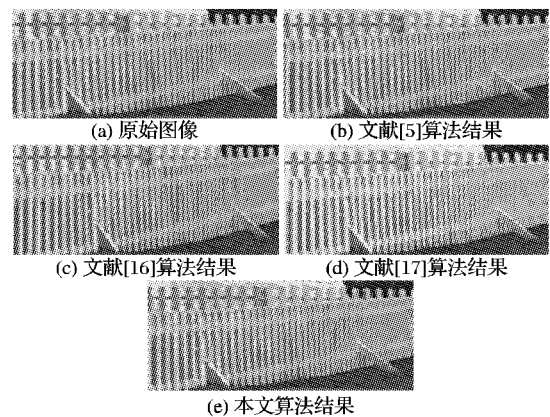 (a) 原始图像
(b) 文献[5]算法结果
(c) 文献[16]算法结果
(d) 文献[17]算法结果
(e) 本文算法结果